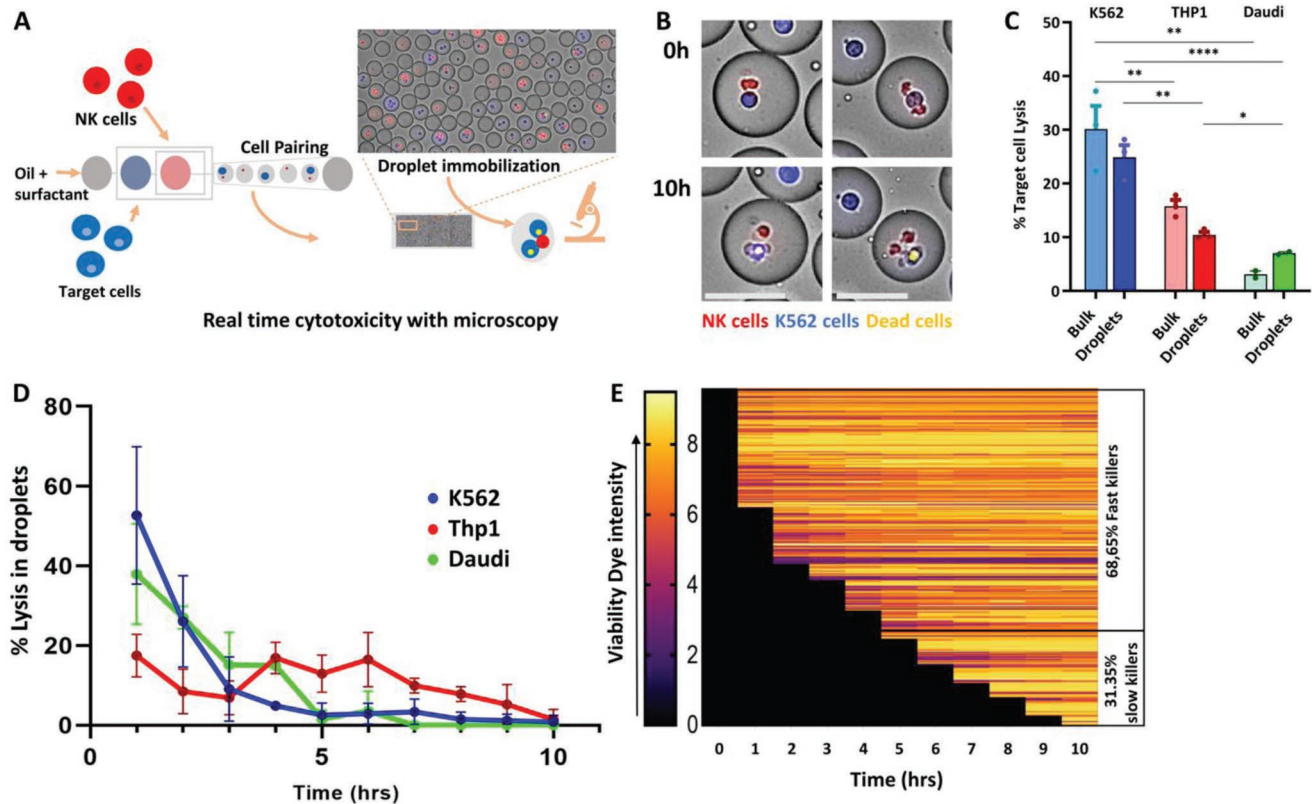 A
NK cells
Oil +
surfactant
Target cells
Cell Pairing
Droplet immobilization
Real time cytotoxicity with microscopy
B
0h
10h
NK cells K562 cells Dead cells
C
K562 THP1 Daudi
**
****
**
**
*
% Target cell Lysis
50
40
30
20
10
0
Bulk
Droplets
Bulk
Droplets
Bulk
Droplets
D
% Lysis in droplets
80
60
40
20
0
K562
Thp1
Daudi
0 5 10
Time (hrs)
E
Viability Dye intensity
8
6
4
2
0
68,65% Fast killers
31.35%
slow killers
0 1 2 3 4 5 6 7 8 9 10
Time (hrs)